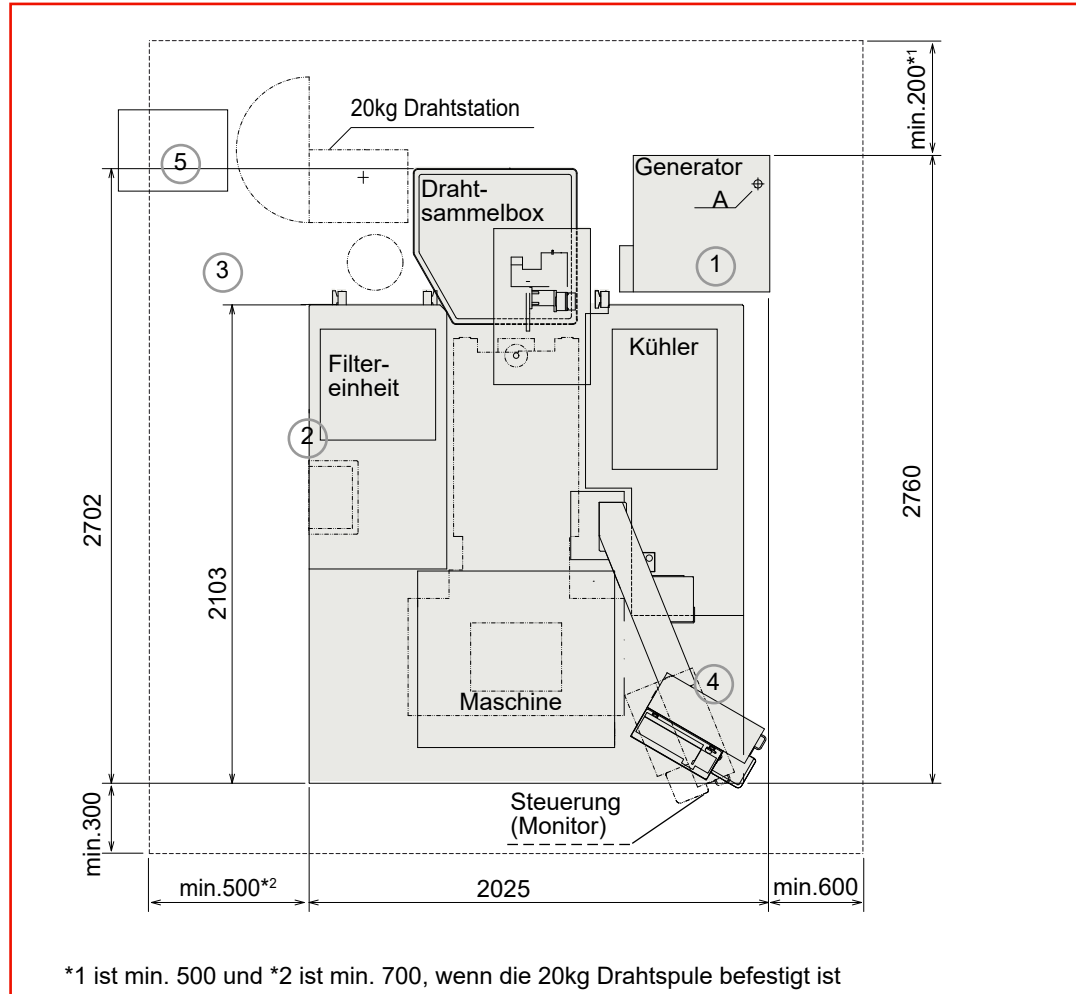 min.200*1
20kg Drahtstation
5
Generator
A
Draht-
sammelbox
1
3
Kühler
Filter-
einheit
2
2702
2103
2760
4
Maschine
Steuerung
(Monitor)
min.300
min.500*2
2025
min.600
*1 ist min. 500 und *2 ist min. 700, wenn die 20kg Drahtspule befestigt ist